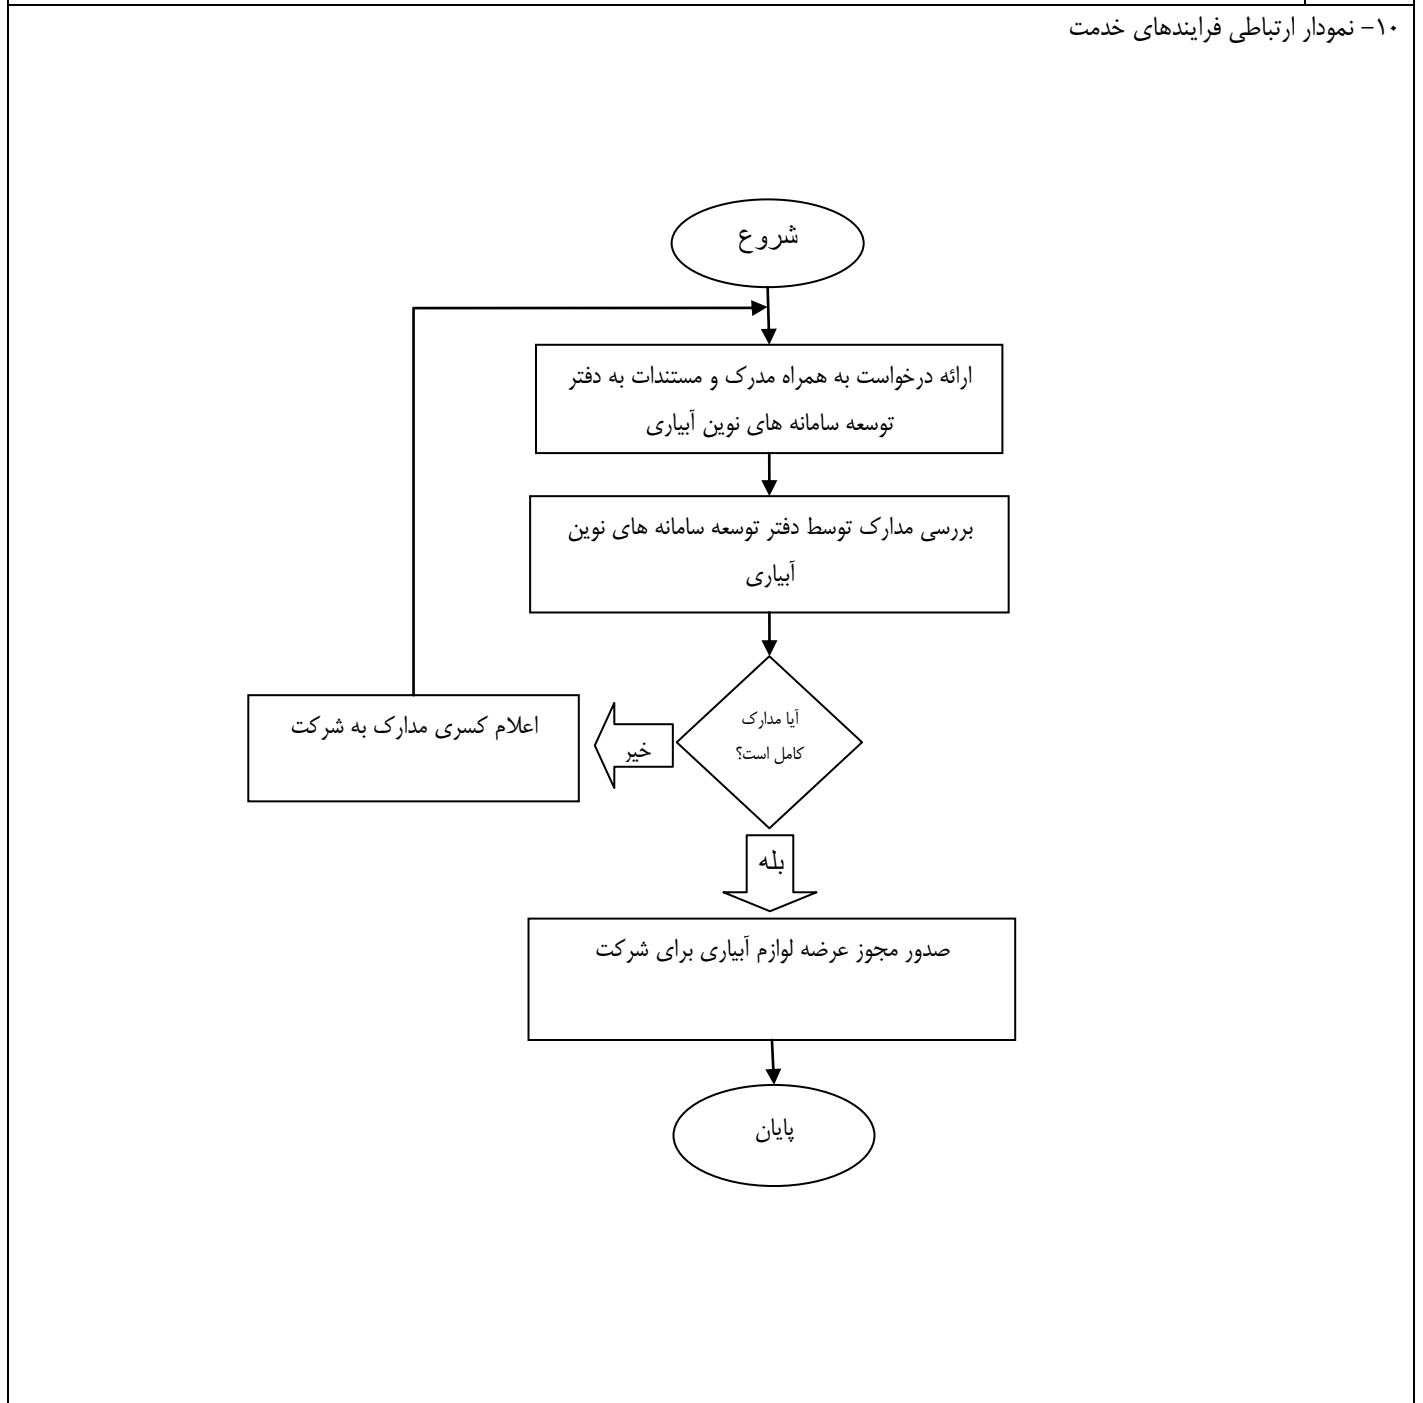 ۱۰- نمودار ارتباطی فرایندهای خدمت
شروع
ارائه درخواست به همراه مدرک و مستندات به دفتر
توسعه سامانه های نوین آبیاری
بررسی مدارک توسط دفتر توسعه سامانه های نوین
آبیاری
آیا مدارک
کامل است؟
خیر
اعلام کسری مدارک به شرکت
بله
صدور مجوز عرضه لوازم آبیاری برای شرکت
پایان